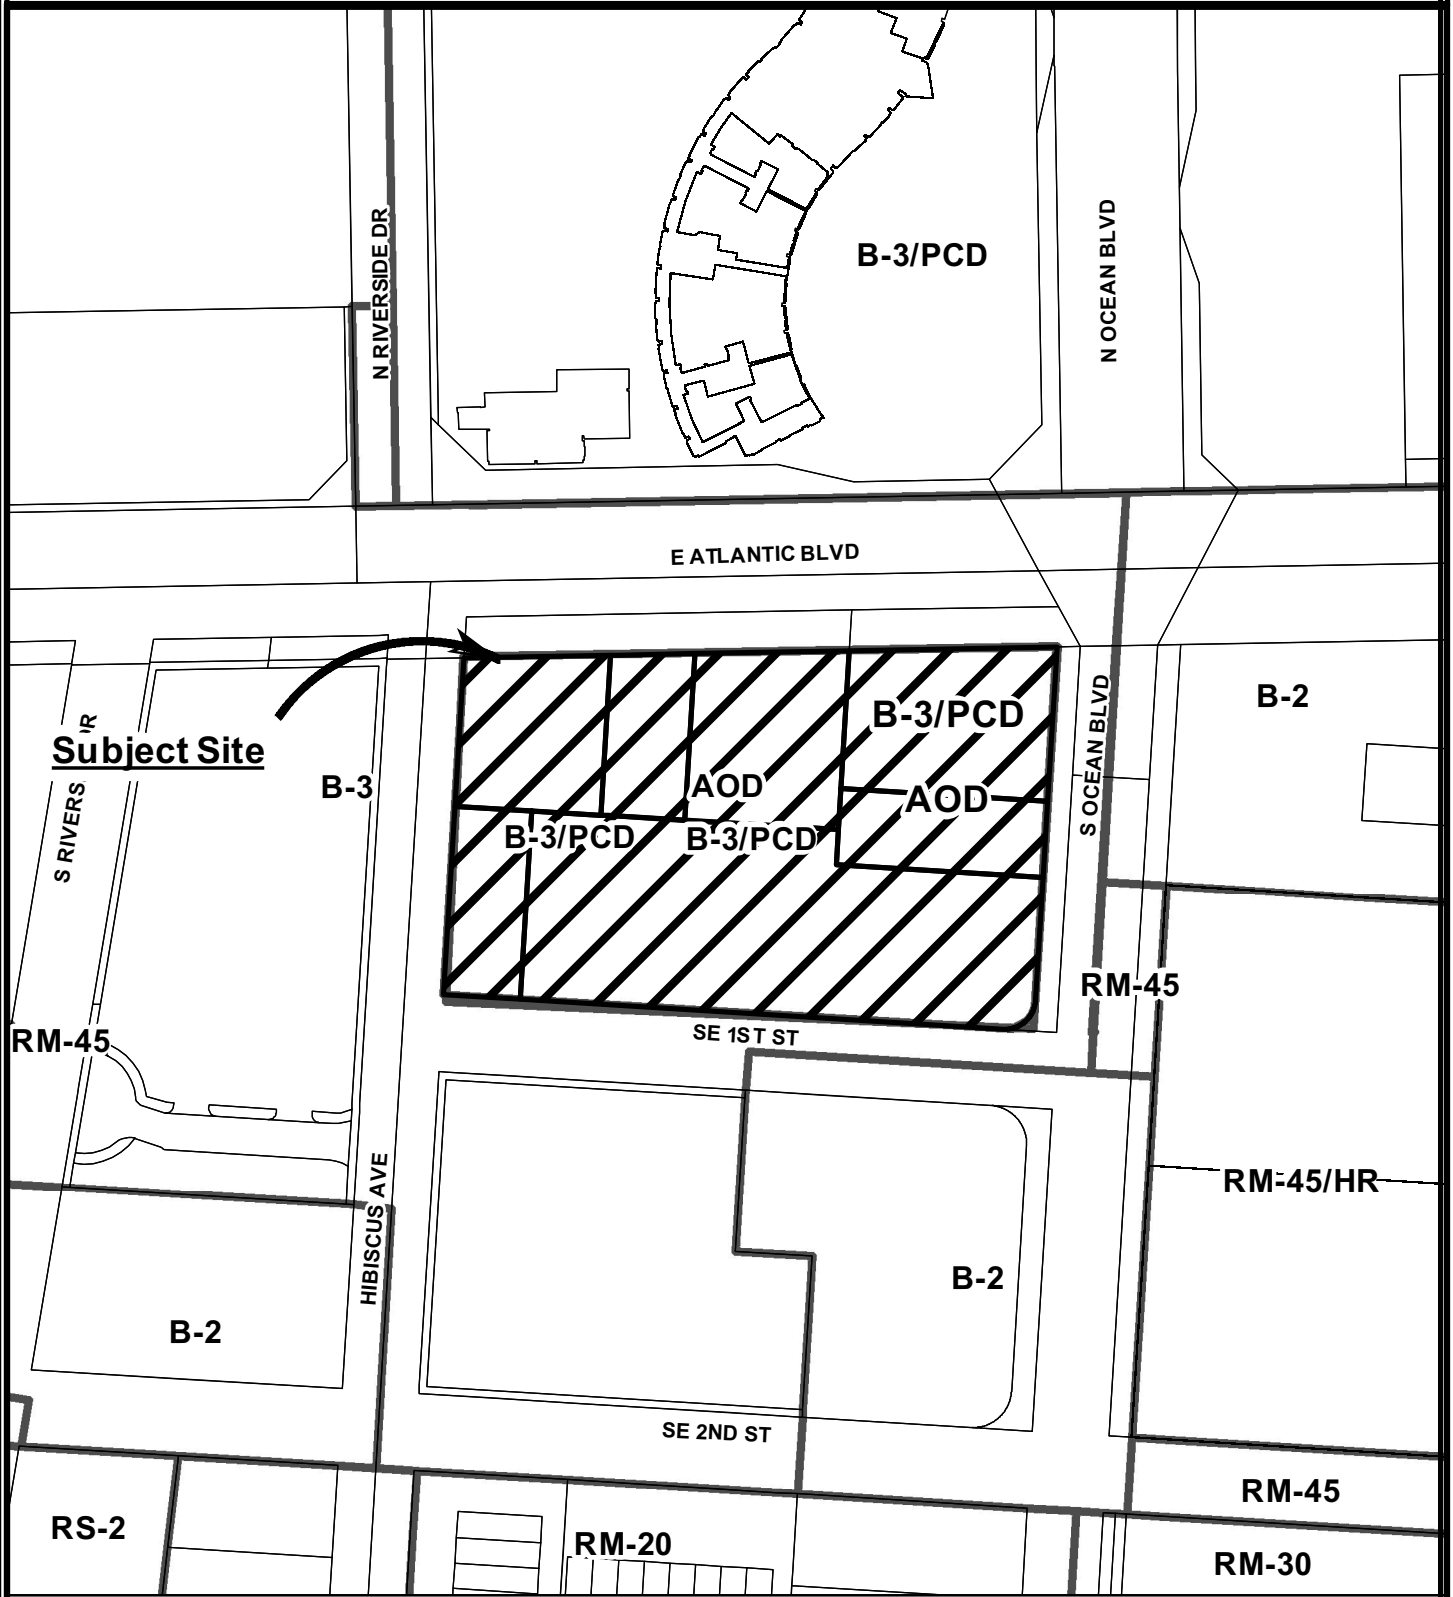 N RIVERSIDE DR
B-3/PCD
N OCEAN BLVD
E ATLANTIC BLVD
S RIVERS DR
Subject Site
B-3
B-3/PCD
AOD
AOD
B-3/PCD
B-3/PCD
S OCEAN BLVD
B-2
RM-45
RM-45
SE 1ST ST
HIBISCUS AVE
RM-45/HR
B-2
B-2
SE 2ND ST
RM-45
RS-2
RM-20
RM-30